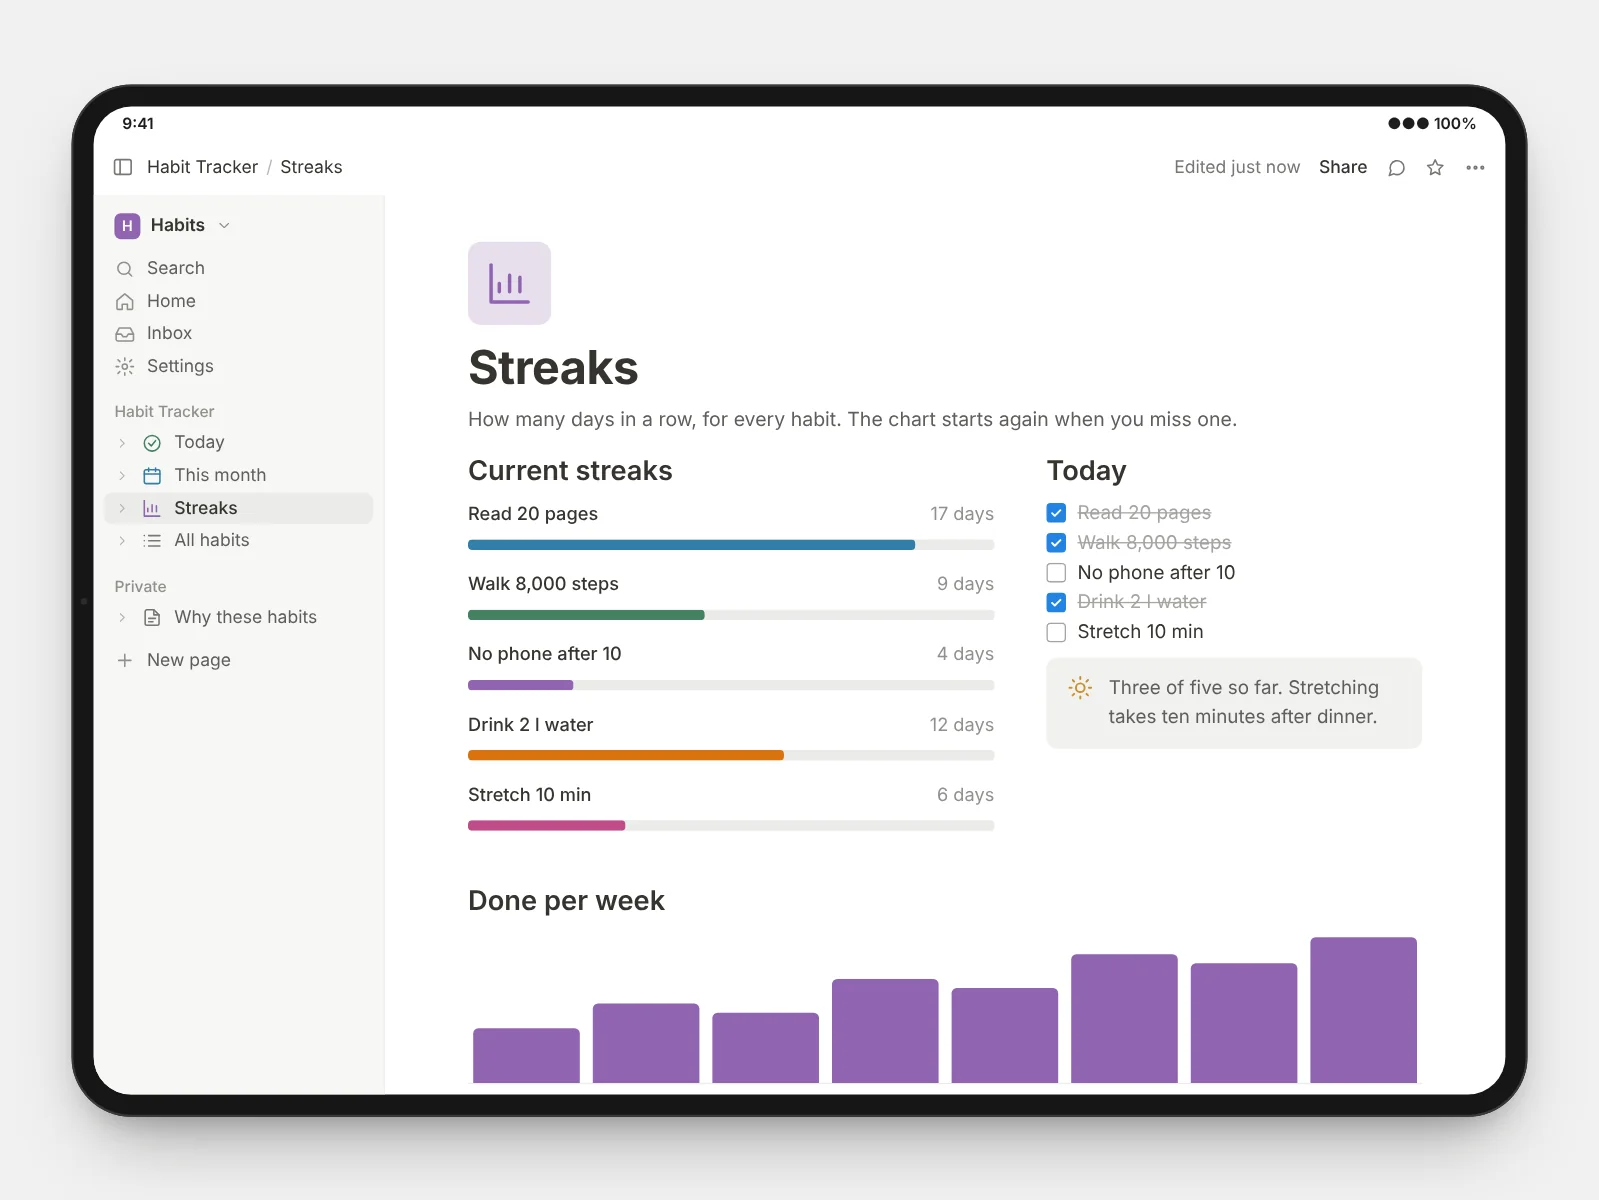 9:41
100%
Habit Tracker / Streaks
Edited just now
Share
H
Habits
Search
Home
Inbox
Settings
Habit Tracker
Today
This month
Streaks
All habits
Private
Why these habits
New page
Streaks
How many days in a row, for every habit. The chart starts again when you miss one.
Current streaks
Read 20 pages
17 days
Walk 8,000 steps
9 days
No phone after 10
4 days
Drink 2 l water
12 days
Stretch 10 min
6 days
Today
Read 20 pages
Walk 8,000 steps
No phone after 10
Drink 2 l water
Stretch 10 min
Three of five so far. Stretching
takes ten minutes after dinner.
Done per week